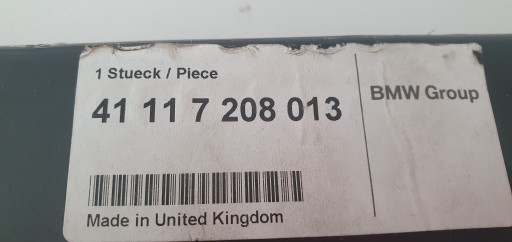 1 Stueck / Piece
41 11 7 208 013
BMW Group
Made in United Kingdom